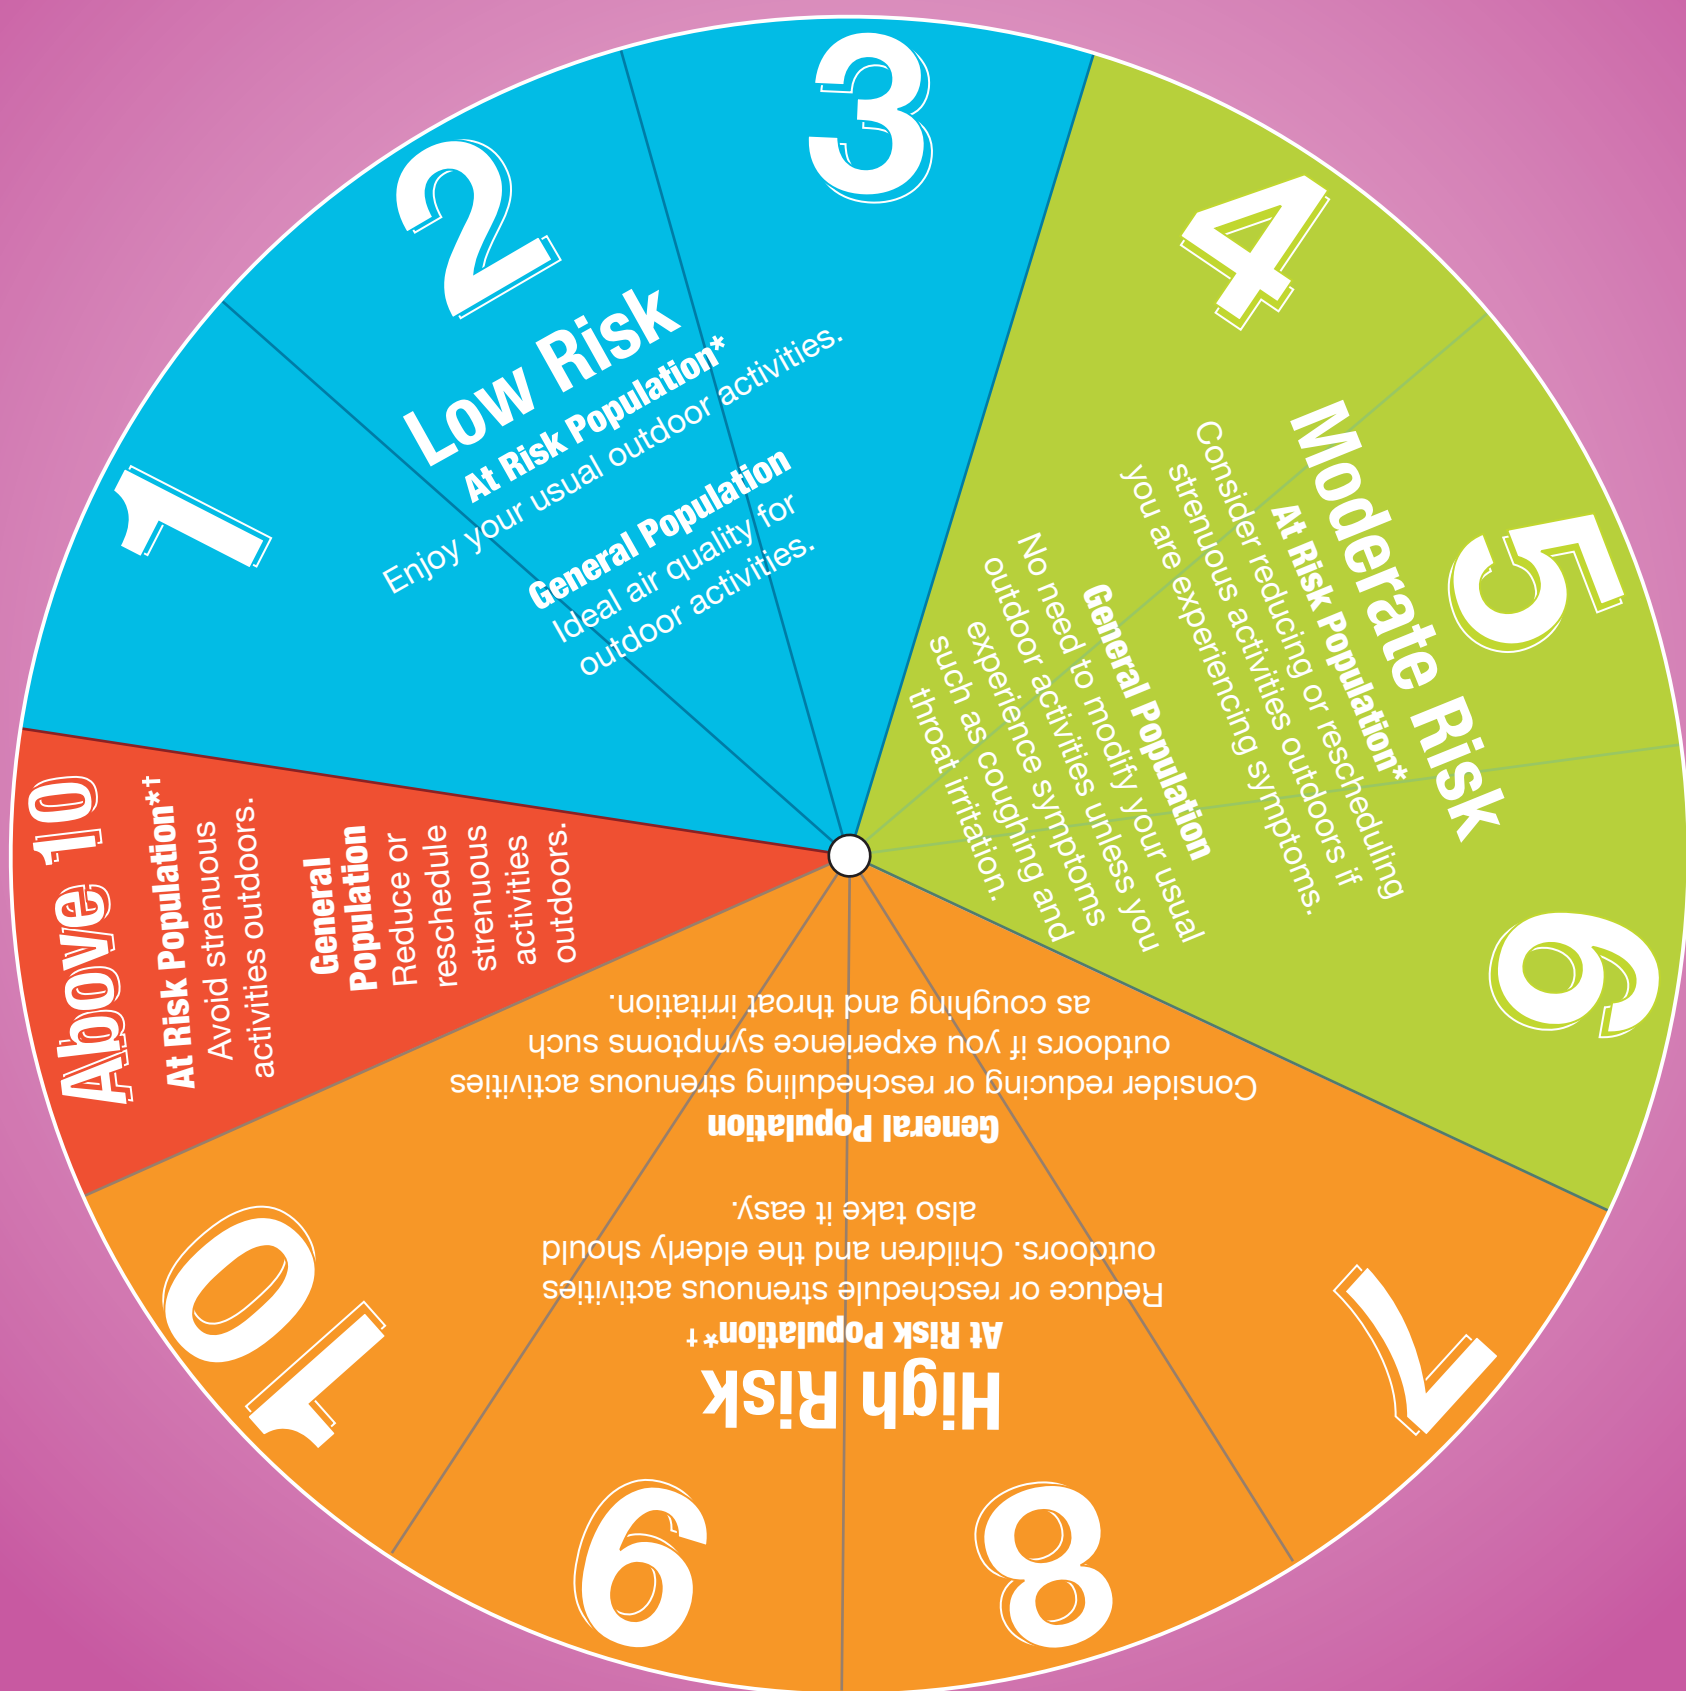 1
2
3
Low Risk
At Risk Population*
Enjoy your usual outdoor activities.
General Population
Ideal air quality for
outdoor activities.
4
5
6
Moderate Risk
At Risk Population*
Consider reducing or rescheduling
strenuous activities outdoors if
you are experiencing symptoms.
General Population
No need to modify your usual
outdoor activities unless you
experience symptoms
such as coughing and
throat irritation.
7
8
9
10
High Risk
At Risk Population*†
Reduce or reschedule strenuous activities
outdoors. Children and the elderly should
also take it easy.
General Population
Consider reducing or rescheduling strenuous activities
outdoors if you experience symptoms such
as coughing and throat irritation.
Above 10
At Risk Population*†
Avoid strenuous
activities outdoors.
General
Population
Reduce or
reschedule
strenuous
activities
outdoors.